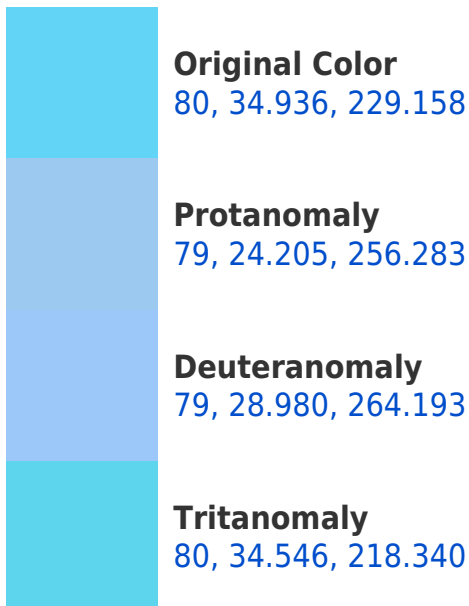 Original Color
80, 34.936, 229.158
Protanomaly
79, 24.205, 256.283
Deuteranomaly
79, 28.980, 264.193
Tritanomaly
80, 34.546, 218.340